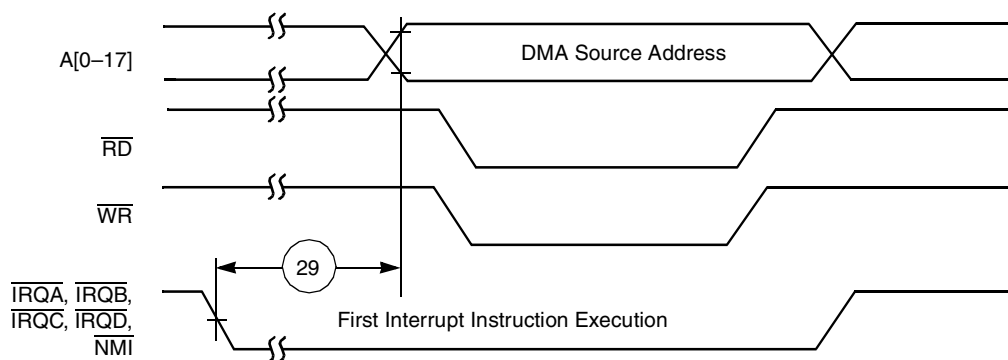 A[0–17]
DMA Source Address
RD
WR
29
IRQA, IRQB,
IRQC, IRQD,
NMI
First Interrupt Instruction Execution